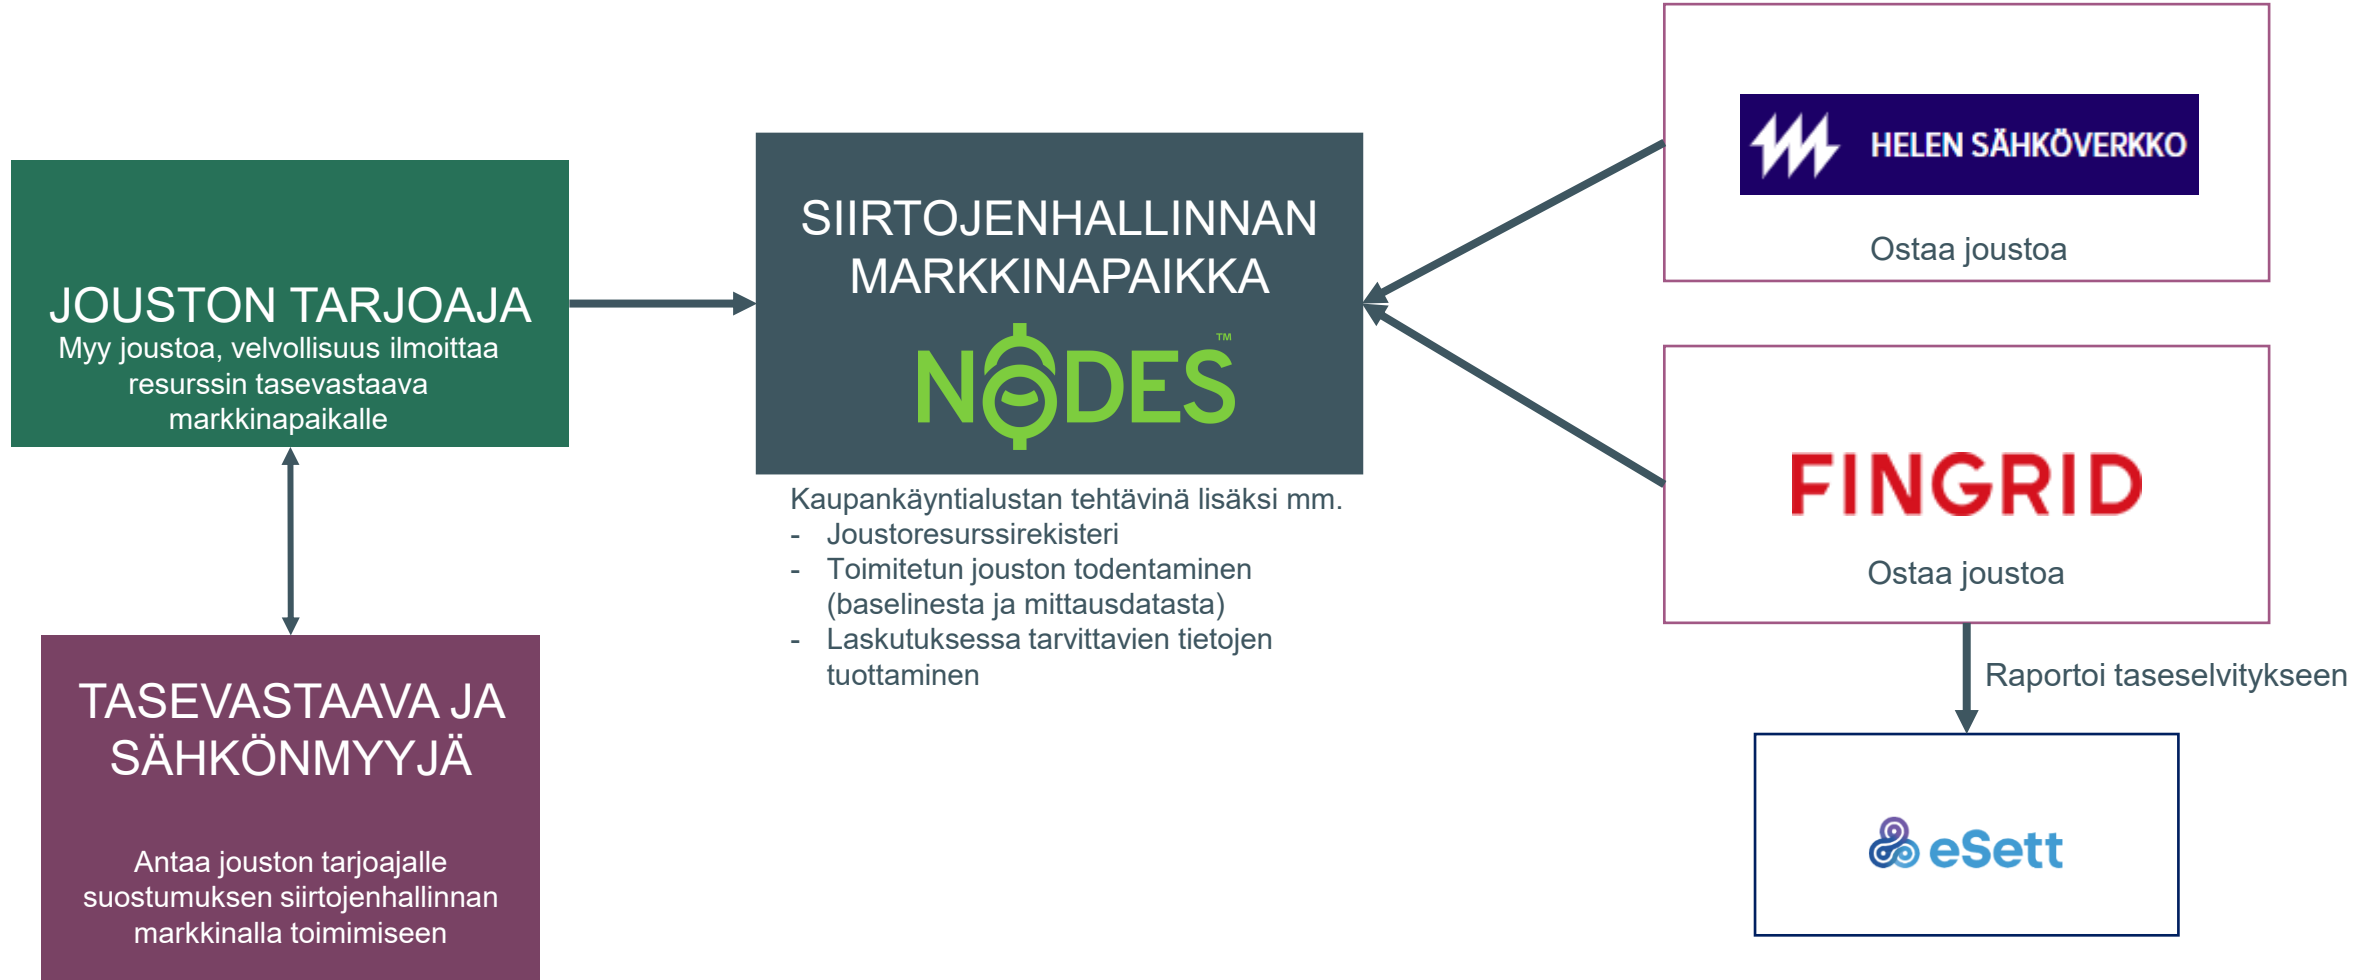 JOUSTON TARJOAJA
Myy joustoa, velvollisuus ilmoittaa
resurssin tasevastaava
markkinapaikalle
TASEVASTAAVA JA
SÄHKÖNMYYJÄ
Antaa jouston tarjoajalle
suostumuksen siirtojenhallinnan
markkinalla toimimiseen
SIIRTOJENHALLINNAN
MARKKINAPAIKKA
NODES™
Kaupankäyntialustan tehtävinä lisäksi mm.
- Joustoresurssirekisteri
- Toimitetun jouston todentaminen
(baselinesta ja mittausdatasta)
- Laskutuksessa tarvittavien tietojen
tuottaminen
HELEN SÄHKÖVERKKO
Ostaa joustoa
FINGRID
Ostaa joustoa
Raportoi taseselvitykseen
eSett